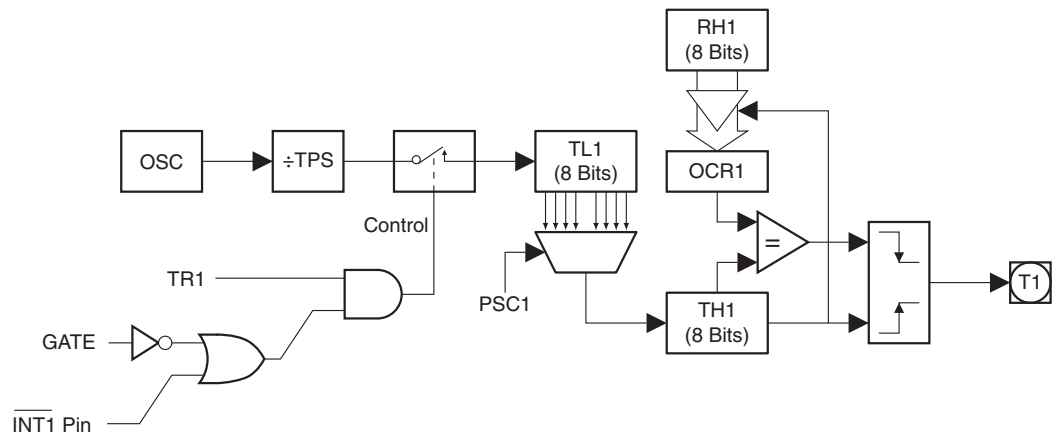 RH1
(8 Bits)
OSC
÷TPS
TL1
(8 Bits)
OCR1
Control
=
TR1
PSC1
T1
TH1
(8 Bits)
GATE
INT1 Pin